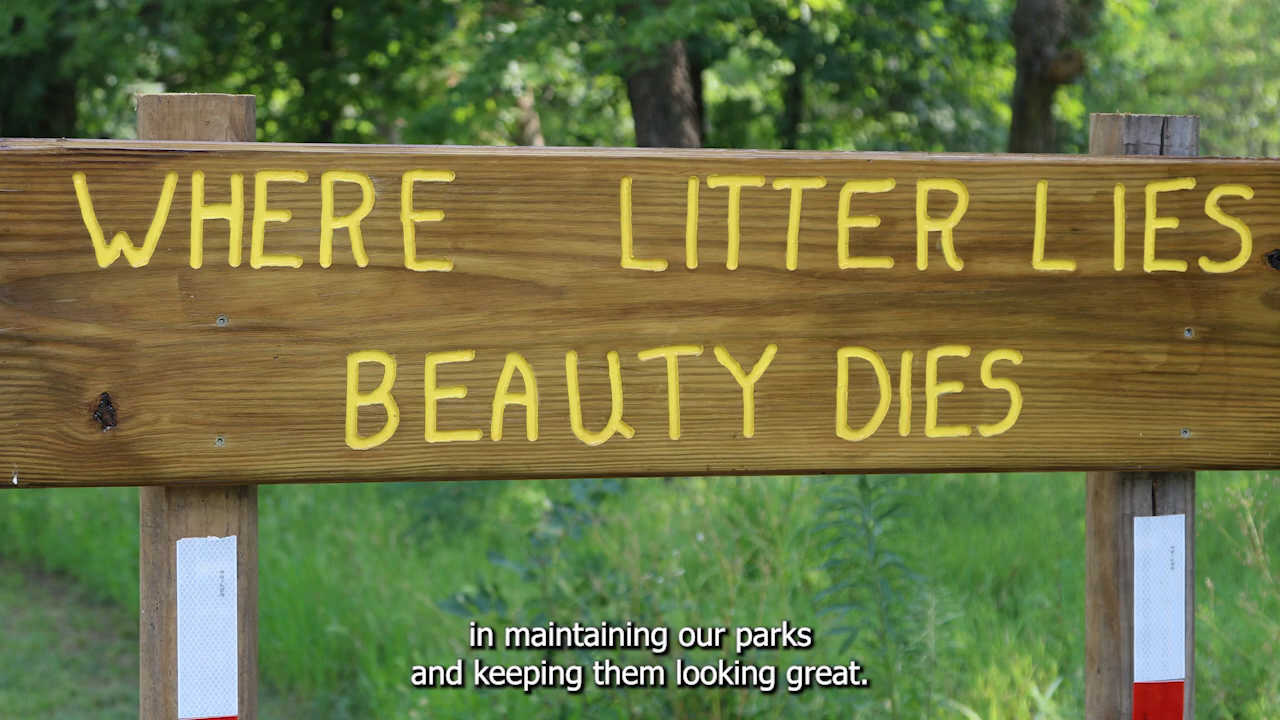 WHERE LITTER LIES
BEAUTY DIES
in maintaining our parks
and keeping them looking great.